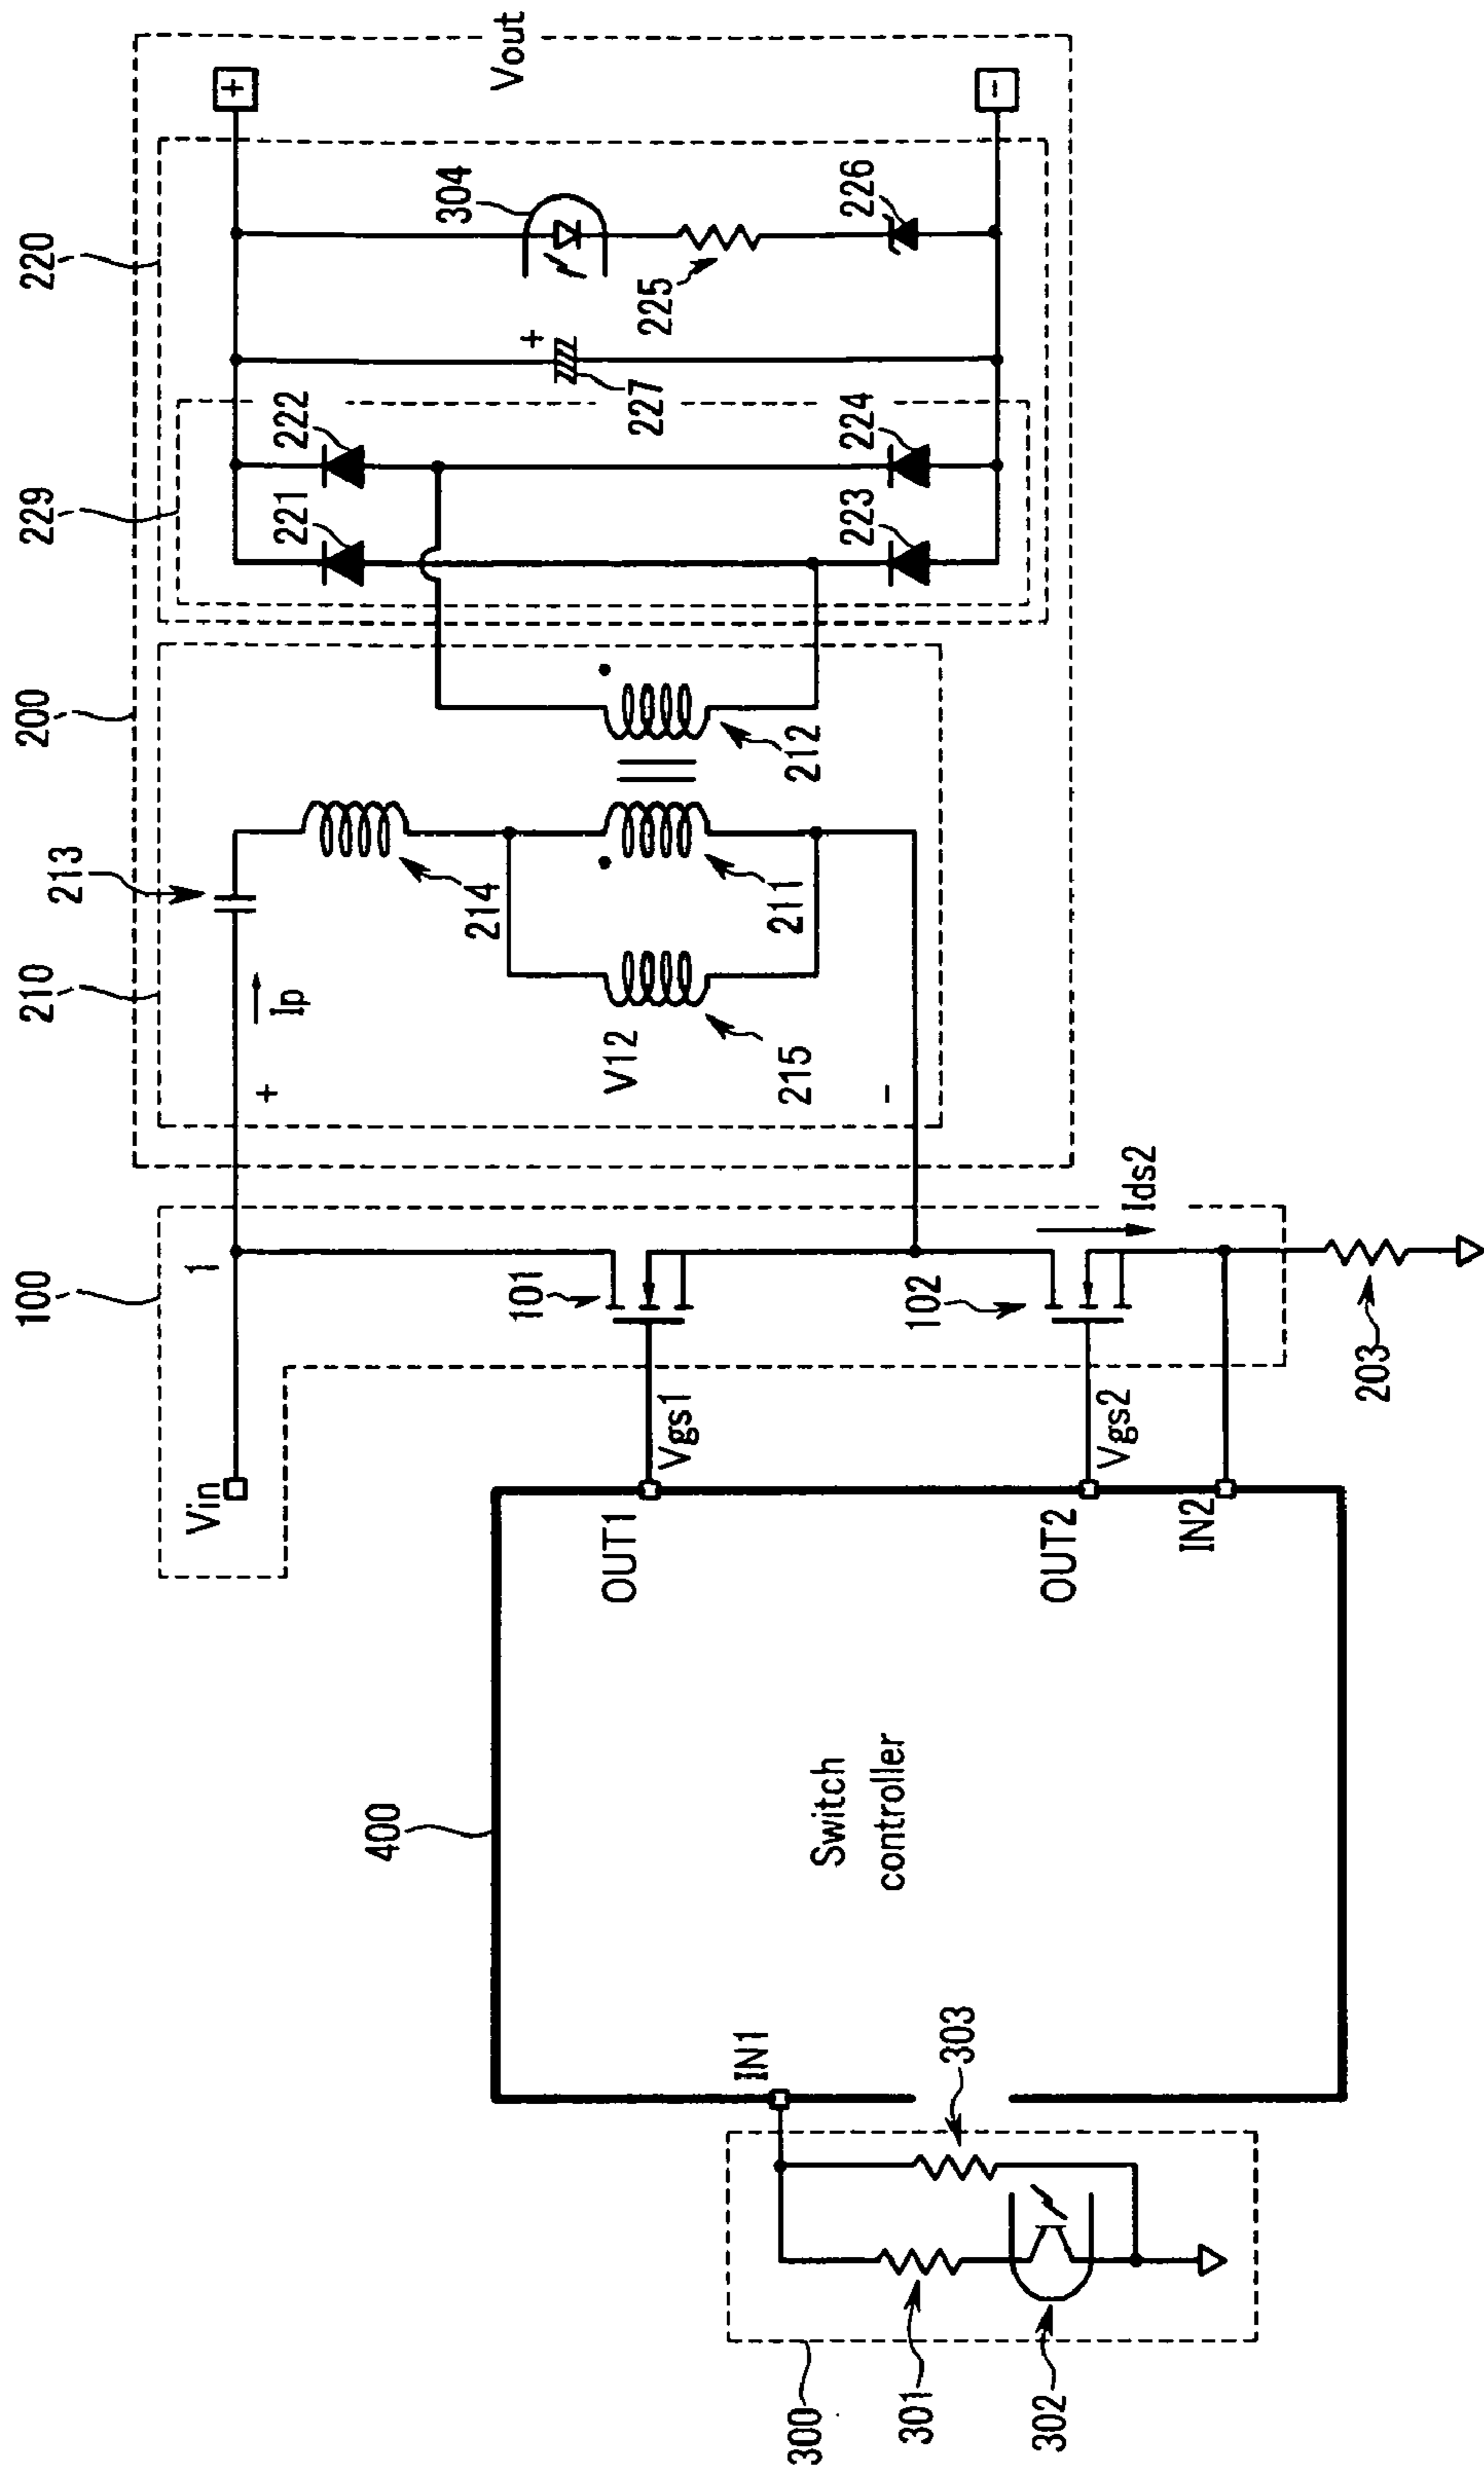 100
200
210
213
220
229
Vin
1
+
Ip
+
221
222
101
214
304
+
Vout
V12
211
212
227
225
215
223
224
226
-
-
102
Ids2
203
Vgs1
Vgs2
400
OUT1
OUT2
IN2
Switch
controller
IN1
303
300
301
302